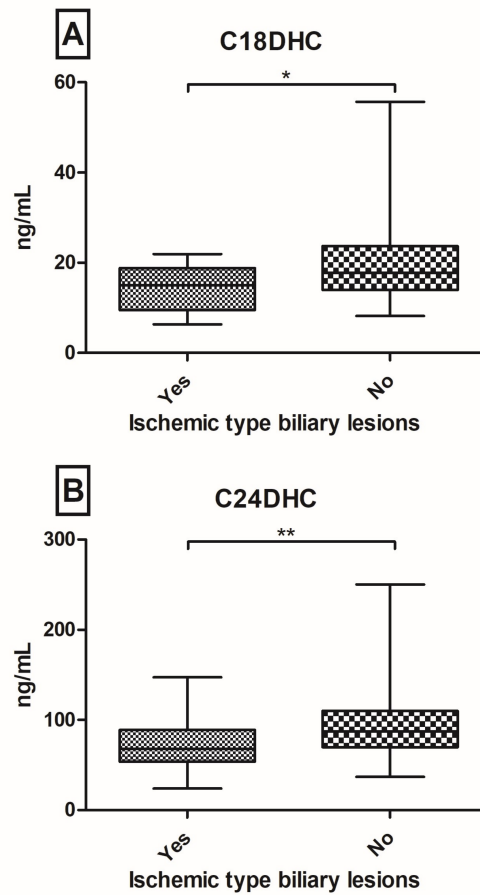 A
C18DHC
*
60
40
20
0
ng/mL
Yes
No
Ischemic type biliary lesions
B
C24DHC
**
300
200
100
0
ng/mL
Yes
No
Ischemic type biliary lesions